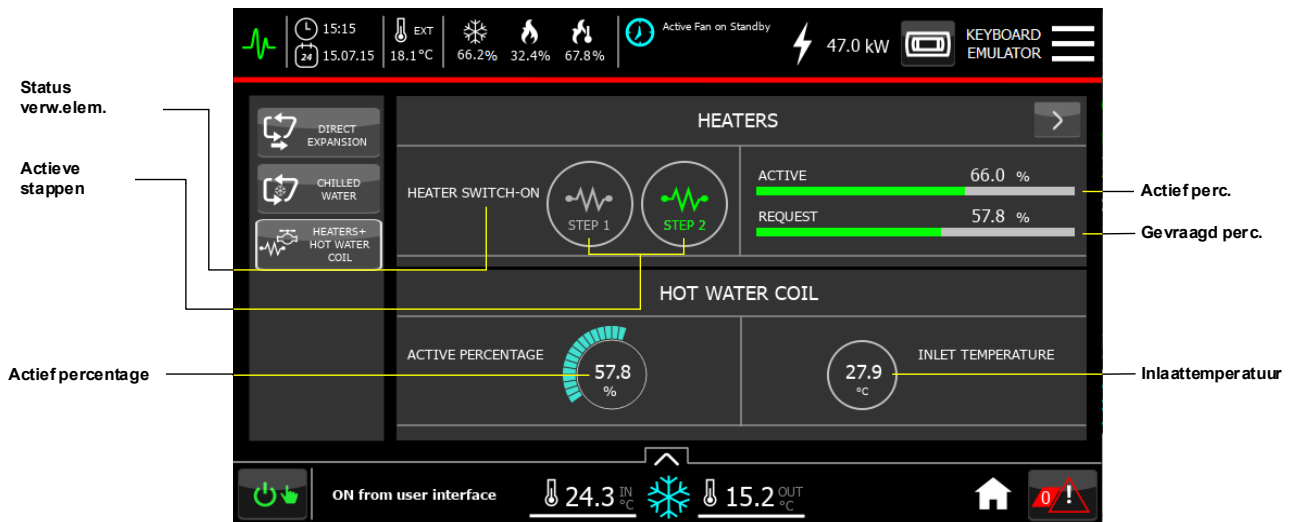 15:15
24 15.07.15
EXT
18.1°C
66.2% 32.4% 67.8%
Active Fan on Standby
47.0 kW
KEYBOARD
EMULATOR
Status
verw.elem.
Actieve
stappen
Actief percentage
DIRECT
EXPANSION
CHILLED
WATER
HEATERS+
HOT WATER
COIL
HEATERS
HEATER SWITCH-ON
STEP 1
STEP 2
ACTIVE 66.0 %
REQUEST 57.8 %
HOT WATER COIL
ACTIVE PERCENTAGE
57.8
%
27.9
°C
INLET TEMPERATURE
Actief perc.
Gevraagd perc.
Inlaattemperatuur
ON from user interface
24.3 IN °C
15.2 OUT °C
0 !